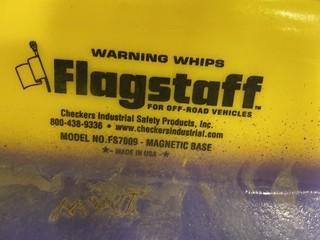 WARNING WHIPS
Flagstaff™
FOR OFF-ROAD VEHICLES
Checkers Industrial Safety Products, Inc.
800-438-9336 • www.checkersindustrial.com
MODEL NO.FS7009 - MAGNETIC BASE
★- MADE IN USA -★